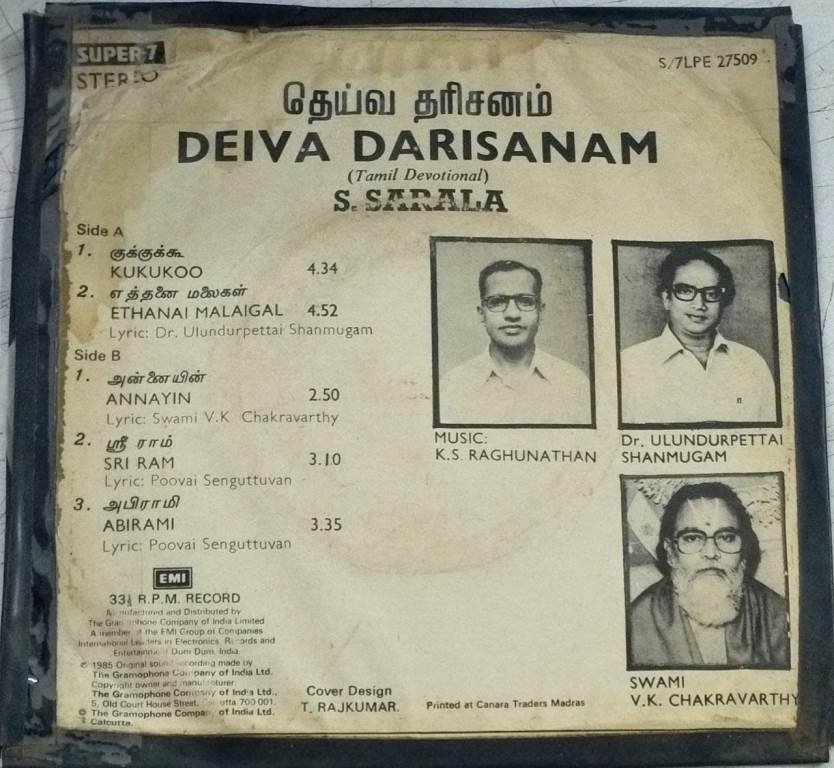 SUPER 7
STEREO
S/7LPE 27509
தெய்வ தரிசனம்
DEIVA DARISANAM
(Tamil Devotional)
S. SARALA
Side A
1. குக்குக்கூ
KUKUKOO 4.34
2. எத்தனை மலைகள்
ETHANAI MALAIGAL 4.52
Lyric: Dr. Ulundurpettai Shanmugam
Side B
1. அன்னையின்
ANNAYIN 2.50
Lyric: Swami V.K Chakravarthy
2. ஸ்ரீ ராம்
SRI RAM 3.10
Lyric: Poovai Senguttuvan
3. அபிராமி
ABIRAMI 3.35
Lyric: Poovai Senguttuvan
MUSIC:
K.S. RAGHUNATHAN
Dr. ULUNDURPETTAI
SHANMUGAM
SWAMI
V.K. CHAKRAVARTHY
EMI
33⅓ R.P.M. RECORD
Manufactured and Distributed by
The Gramophone Company of India Limited
A member of the EMI Group of Companies
International Leaders in Electronics, Records and
Entertainment Dum Dum, India
© 1985 Original sound recording made by
The Gramophone Company of India Ltd.
Copyright owner and manufacturer:
The Gramophone Company of India Ltd.,
5, Old Court House Street, Calcutta 700 001.
The Gramophone Company of India Ltd.
Calcutta.
Cover Design
T. RAJKUMAR.
Printed at Canara Traders Madras